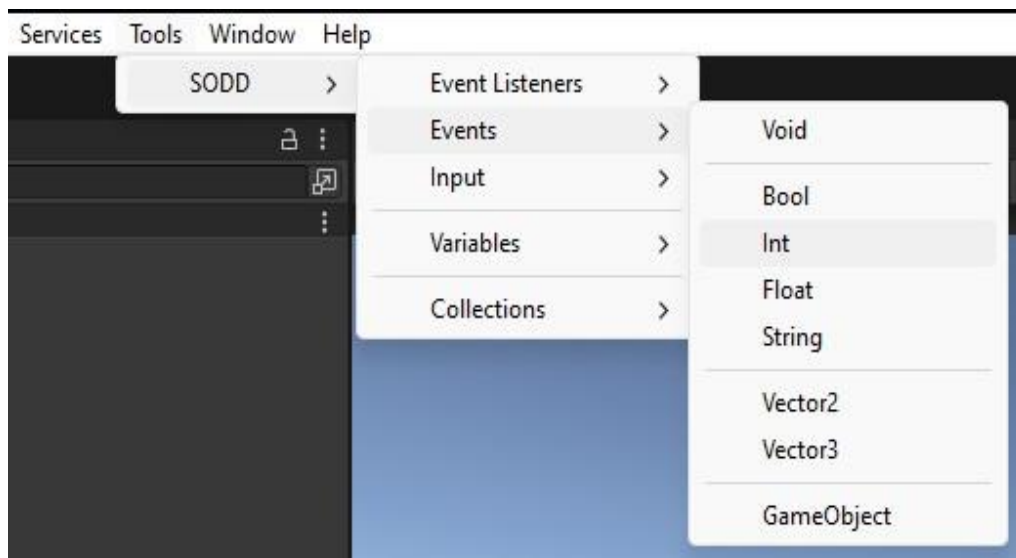 Services Tools Window Help
SODD
Event Listeners
Events
Input
Variables
Collections
Void
Bool
Int
Float
String
Vector2
Vector3
GameObject